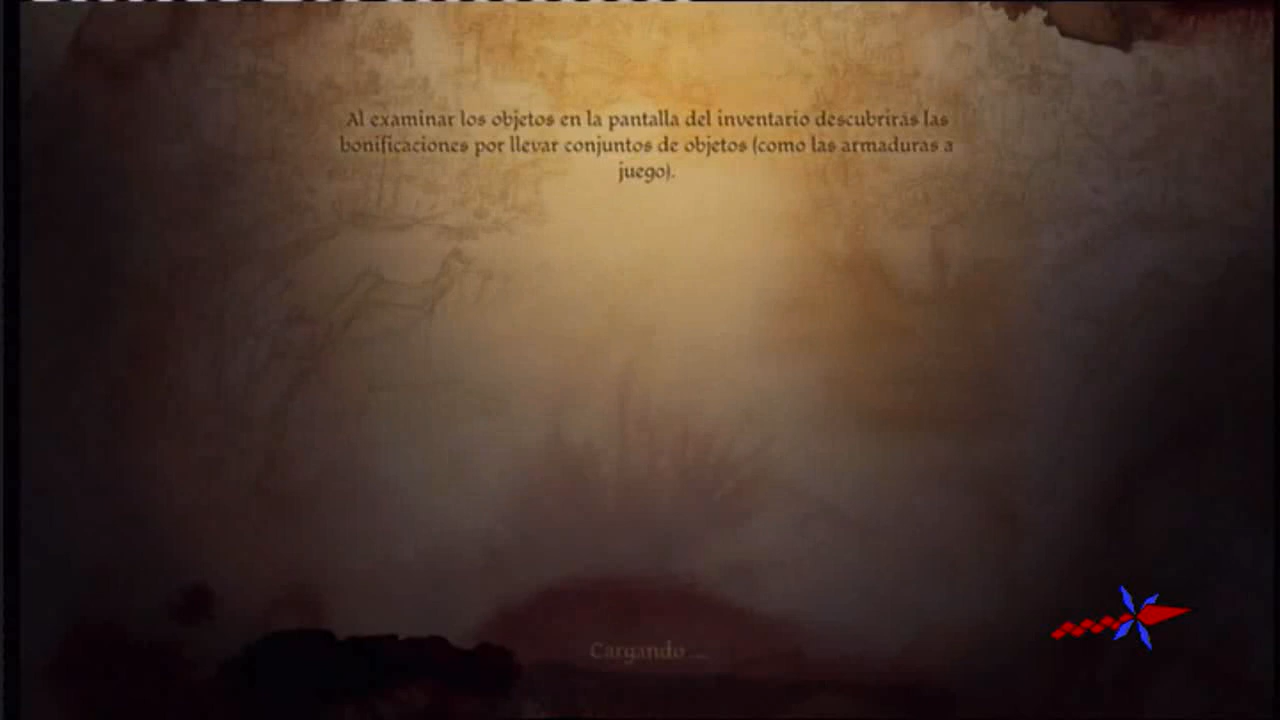 Al examinar los objetos en la pantalla del inventario descubrirás las
bonificaciones por llevar conjuntos de objetos (como las armaduras a
juego).
Cargando ...